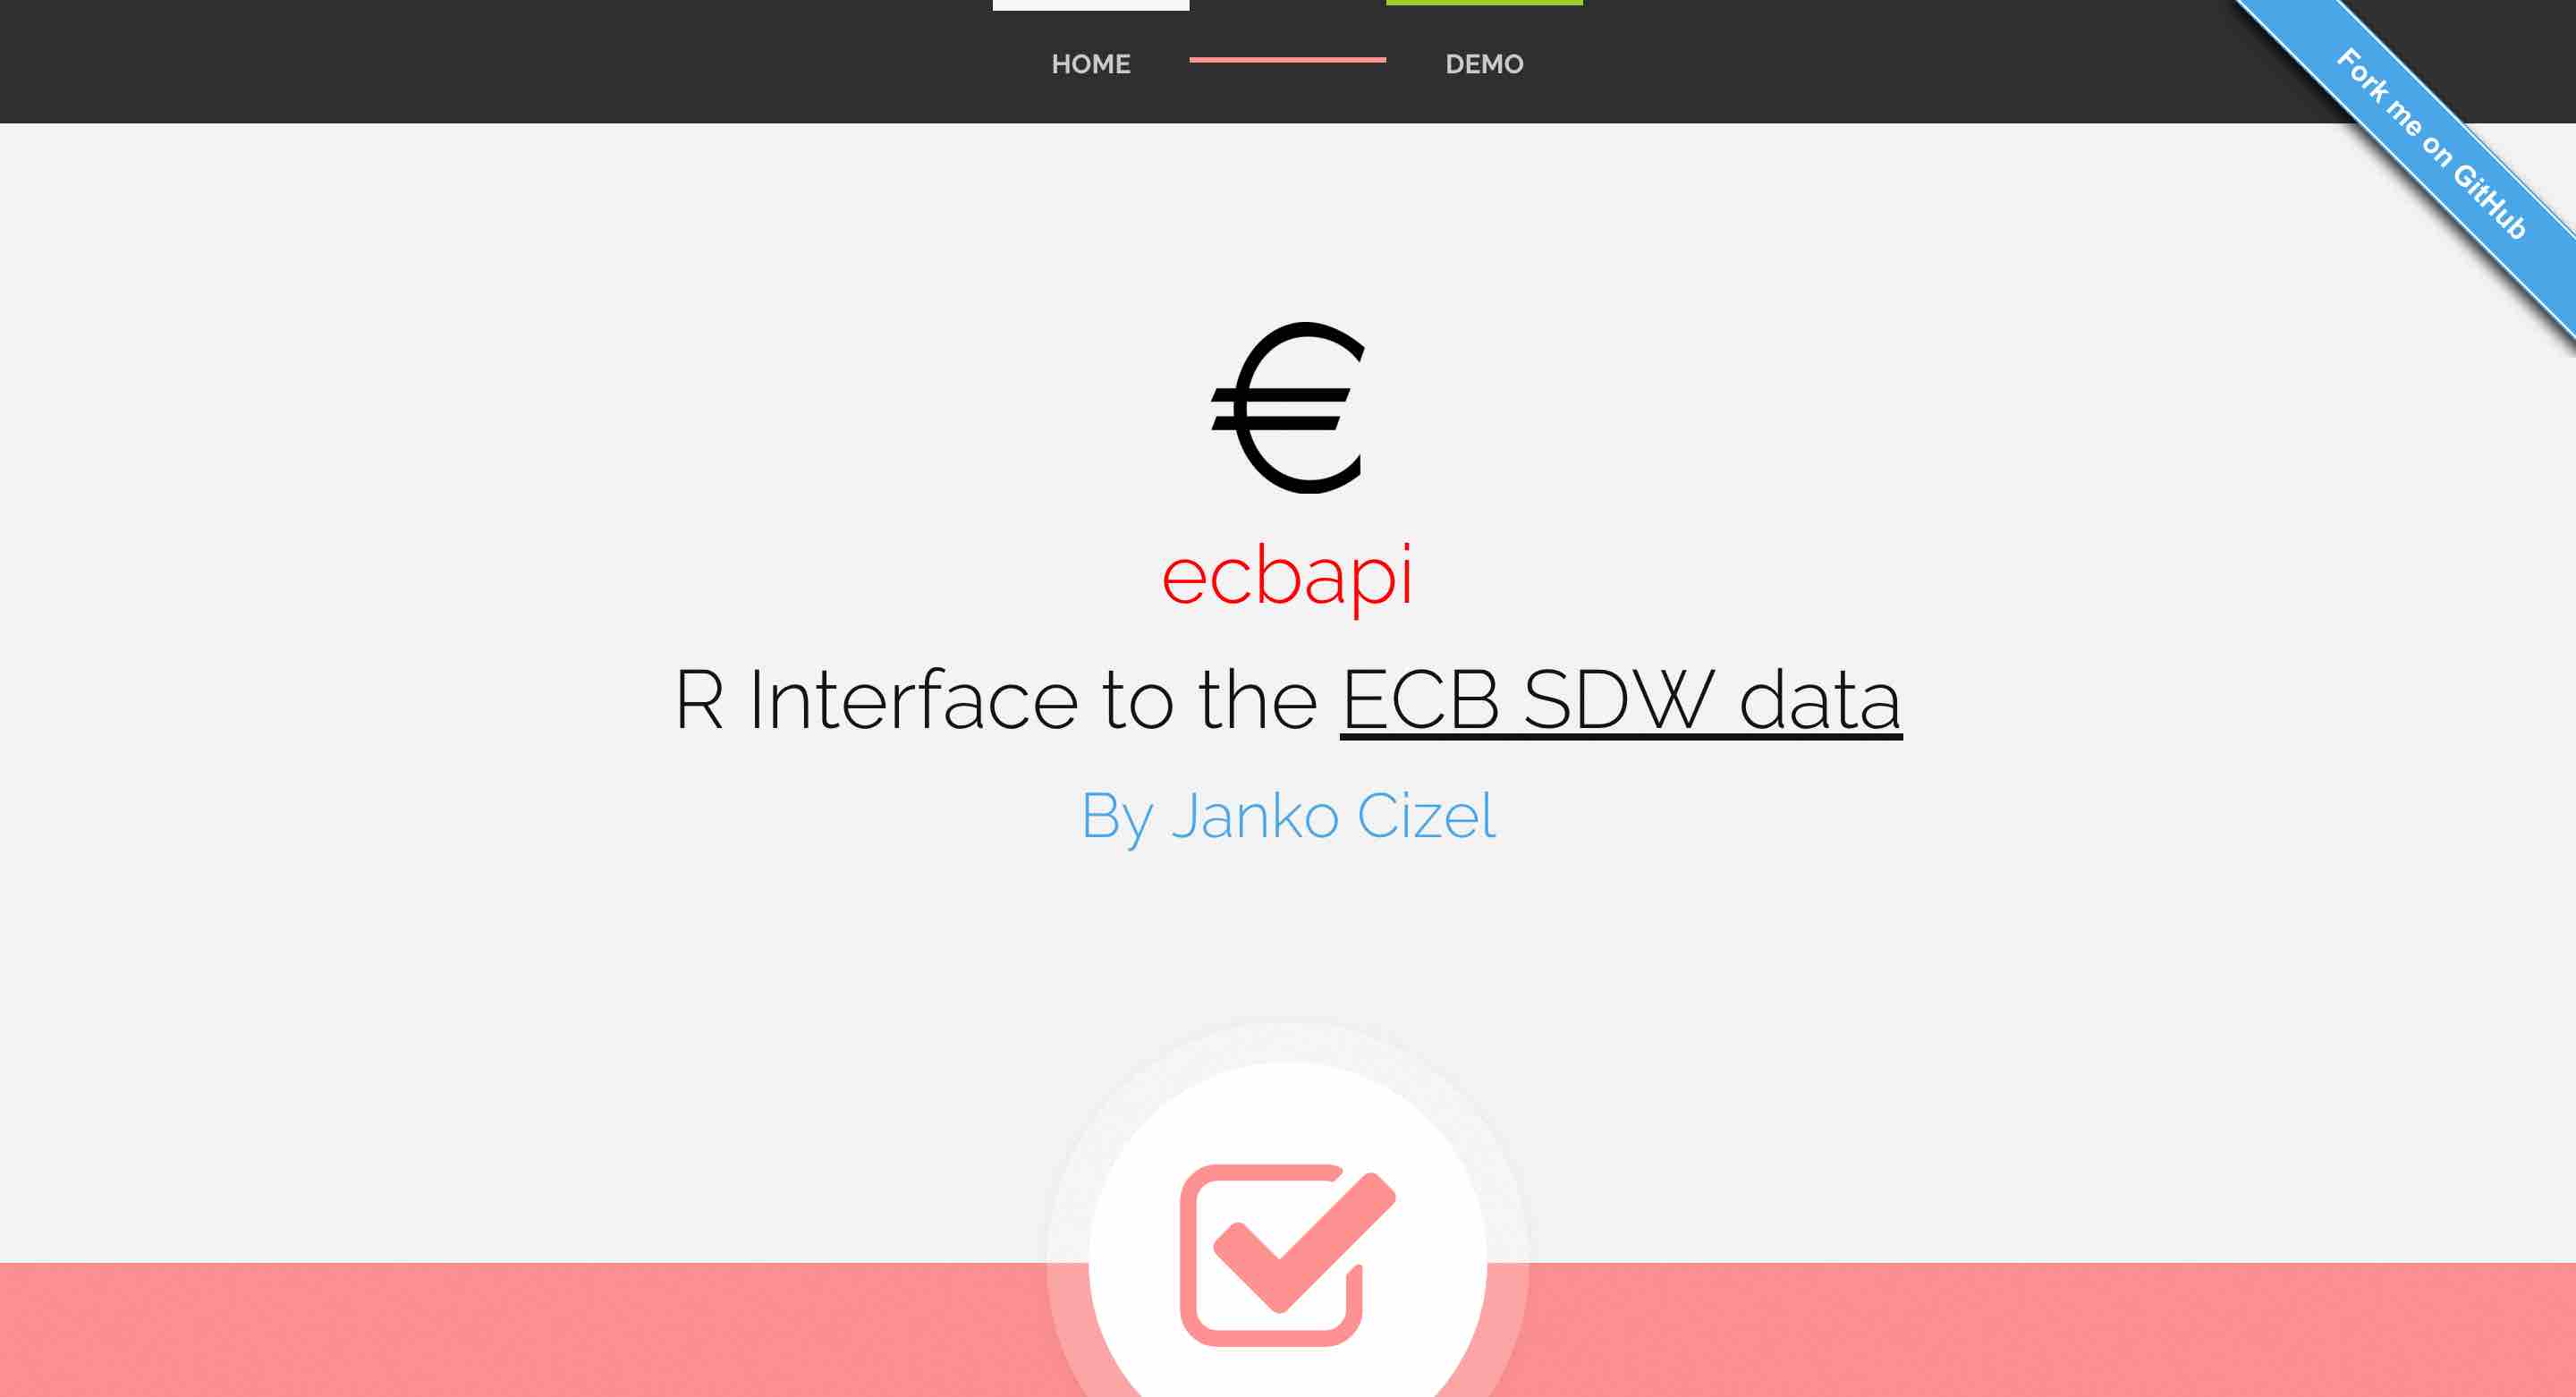 HOME
DEMO
Fork me on GitHub
€
ecbapi
R Interface to the ECB SDW data
By Janko Cizel